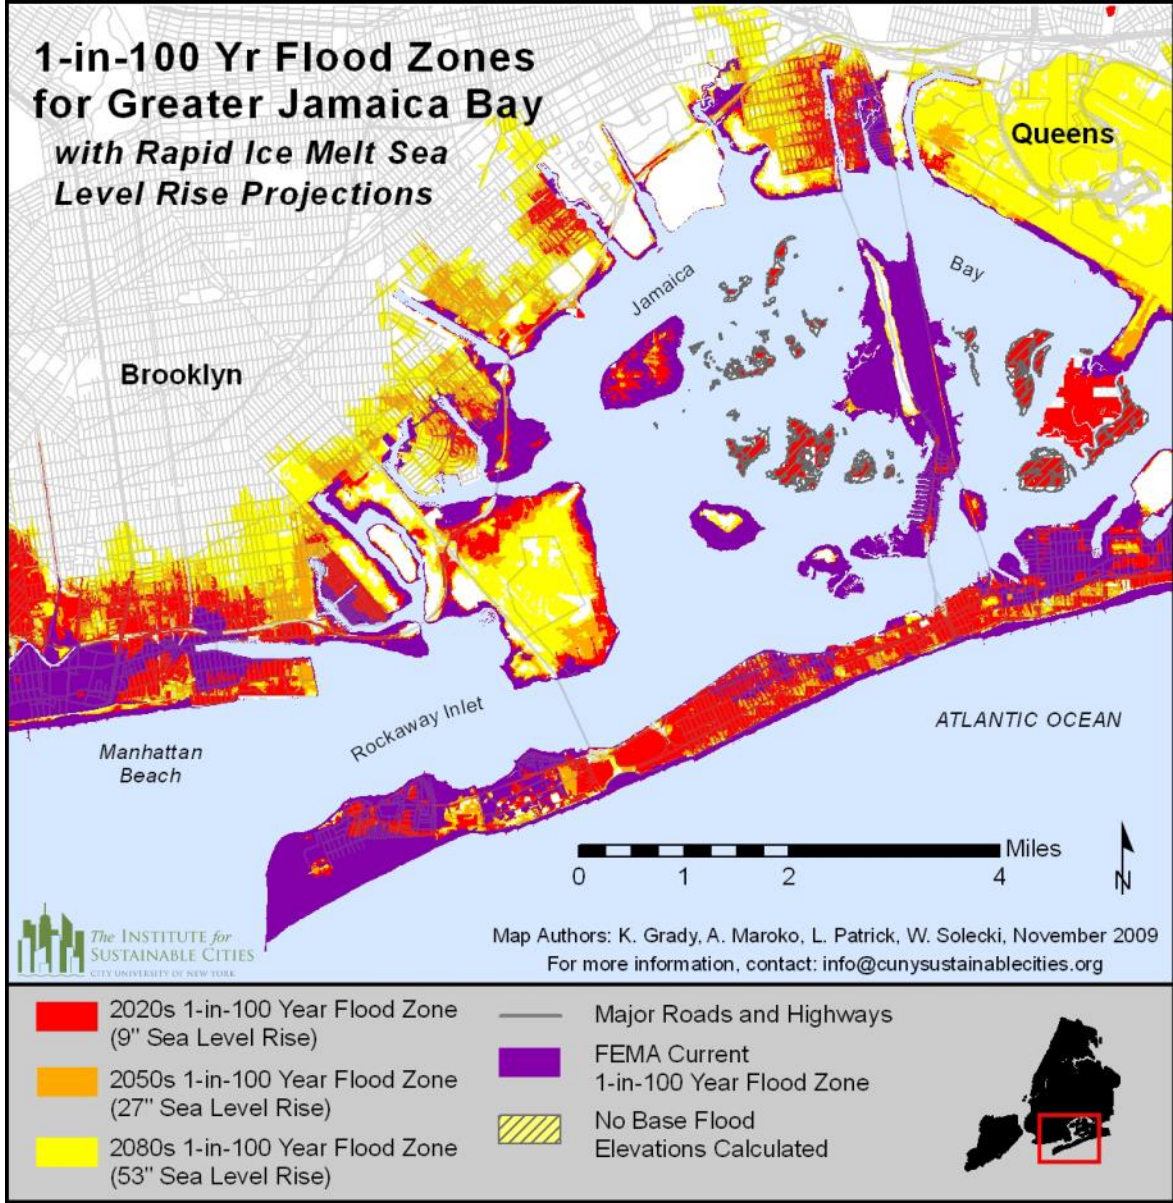 1-in-100 Yr Flood Zones
for Greater Jamaica Bay
with Rapid Ice Melt Sea
Level Rise Projections
Queens
Jamaica
Bay
Brooklyn
Rockaway Inlet
ATLANTIC OCEAN
Manhattan
Beach
Miles
0 1 2 4
N
The INSTITUTE for
SUSTAINABLE CITIES
CITY UNIVERSITY OF NEW YORK
Map Authors: K. Grady, A. Maroko, L. Patrick, W. Solecki, November 2009
For more information, contact: info@cunysustainablecities.org
2020s 1-in-100 Year Flood Zone
(9" Sea Level Rise)
2050s 1-in-100 Year Flood Zone
(27" Sea Level Rise)
2080s 1-in-100 Year Flood Zone
(53" Sea Level Rise)
Major Roads and Highways
FEMA Current
1-in-100 Year Flood Zone
No Base Flood
Elevations Calculated